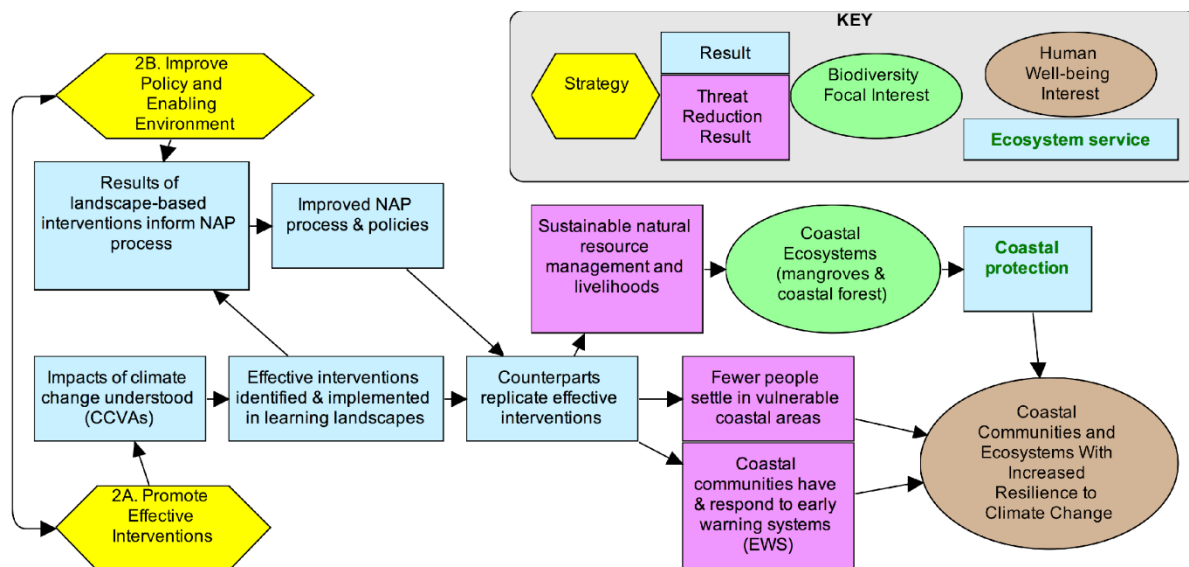 KEY
Strategy
Result
Threat
Reduction
Result
Biodiversity
Focal Interest
Human
Well-being
Interest
Ecosystem service
2B. Improve
Policy and
Enabling
Environment
Results of
landscape-based
interventions inform NAP
process
Improved NAP
process & policies
Sustainable natural
resource
management and
livelihoods
Coastal
Ecosystems
(mangroves &
coastal forest)
Coastal
protection
Impacts of climate
change understood
(CCVAs)
Effective interventions
identified & implemented
in learning landscapes
Counterparts
replicate effective
interventions
Fewer people
settle in vulnerable
coastal areas
Coastal
communities have
& respond to early
warning systems
(EWS)
Coastal
Communities and
Ecosystems With
Increased
Resilience to
Climate Change
2A. Promote
Effective
Interventions